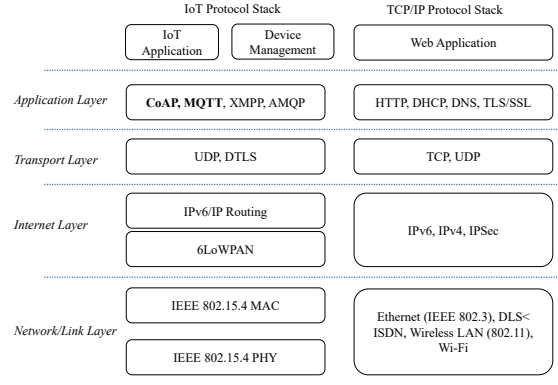 IoT Protocol Stack
TCP/IP Protocol Stack
IoT
Application
Device
Management
Web Application
Application Layer
CoAP, MQTT, XMPP, AMQP
HTTP, DHCP, DNS, TLS/SSL
Transport Layer
UDP, DTLS
TCP, UDP
Internet Layer
IPv6/IP Routing
6LoWPAN
IPv6, IPv4, IPSec
Network/Link Layer
IEEE 802.15.4 MAC
IEEE 802.15.4 PHY
Ethernet (IEEE 802.3), DLS<
ISDN, Wireless LAN (802.11),
Wi-Fi